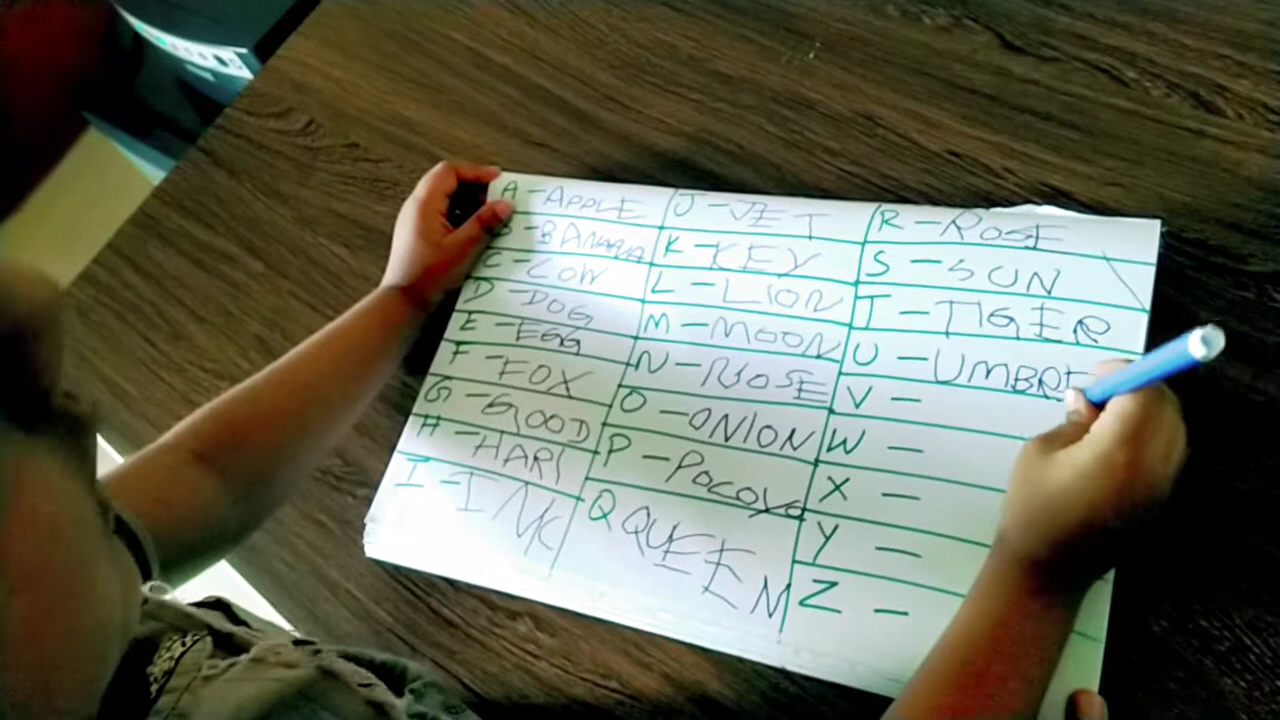 A - APPLE
B - BANANA
C - COW
D - DOG
E - EGG
F - FOX
G - GOOD
H - HARI
I - INK
J - JET
K - KEY
L - LION
M - MOON
N - NOSE
O - ONION
P - POCOYO
Q QUEEN
R - ROSE
S - SUN
T - TIGER
U - UMBRE
V -
W -
X -
Y -
Z -